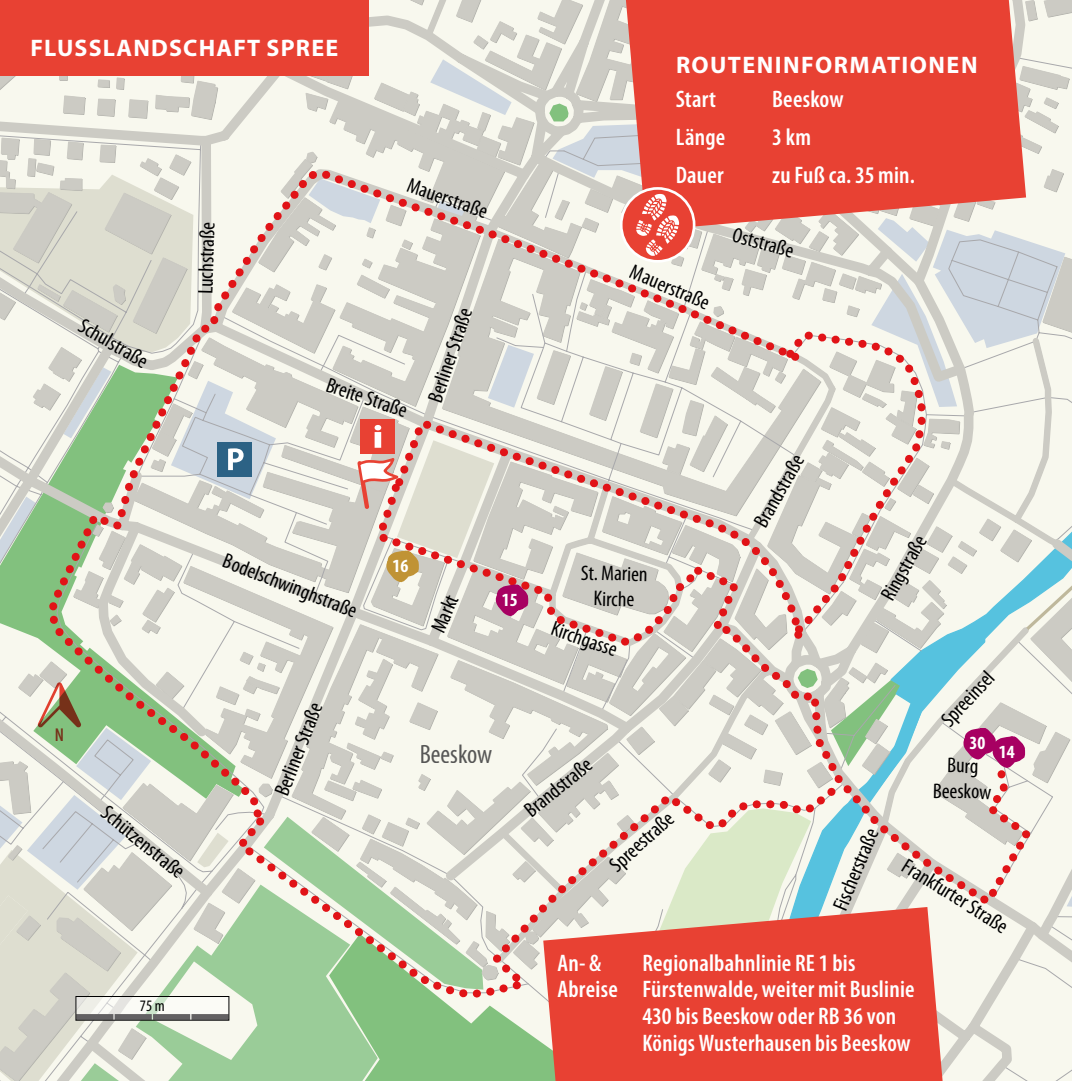 FLUSSLANDSCHAFT SPREE
ROUTENINFORMATIONEN
Start Beeskow
Länge 3 km
Dauer zu Fuß ca. 35 min.
Mauerstraße
Oststraße
Luchstraße
Mauerstraße
Schulstraße
Berliner Straße
Breite Straße
i
P
Brandstraße
Ringstraße
16
St. Marien
Kirche
Bodelschwinghstraße
15
Markt
Kirchgasse
Spreeinsel
N
Berliner Straße
Beeskow
30
14
Burg
Beeskow
Brandstraße
Schützenstraße
Spreestraße
Fischerstraße
Frankfurter Straße
75 m
An- & Regionalbahnlinie RE 1 bis
Abreise Fürstenwalde, weiter mit Buslinie
430 bis Beeskow oder RB 36 von
Königs Wusterhausen bis Beeskow